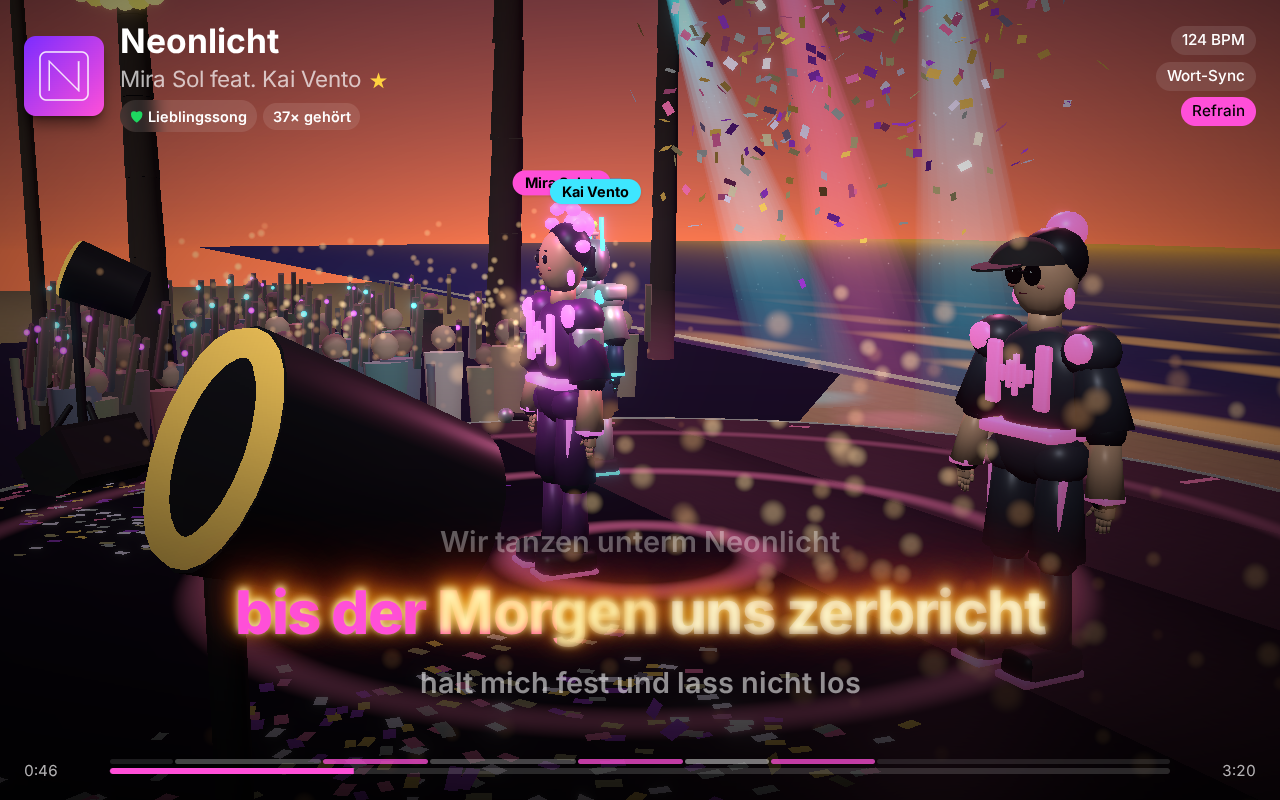 Neonlicht
Mira Sol feat. Kai Vento
Lieblingssong
37× gehört
124 BPM
Wort-Sync
Refrain
Mira
Kai Vento
Wir tanzen unterm Neonlicht
bis der Morgen uns zerbricht
halt mich fest und lass nicht los
0:46
3:20